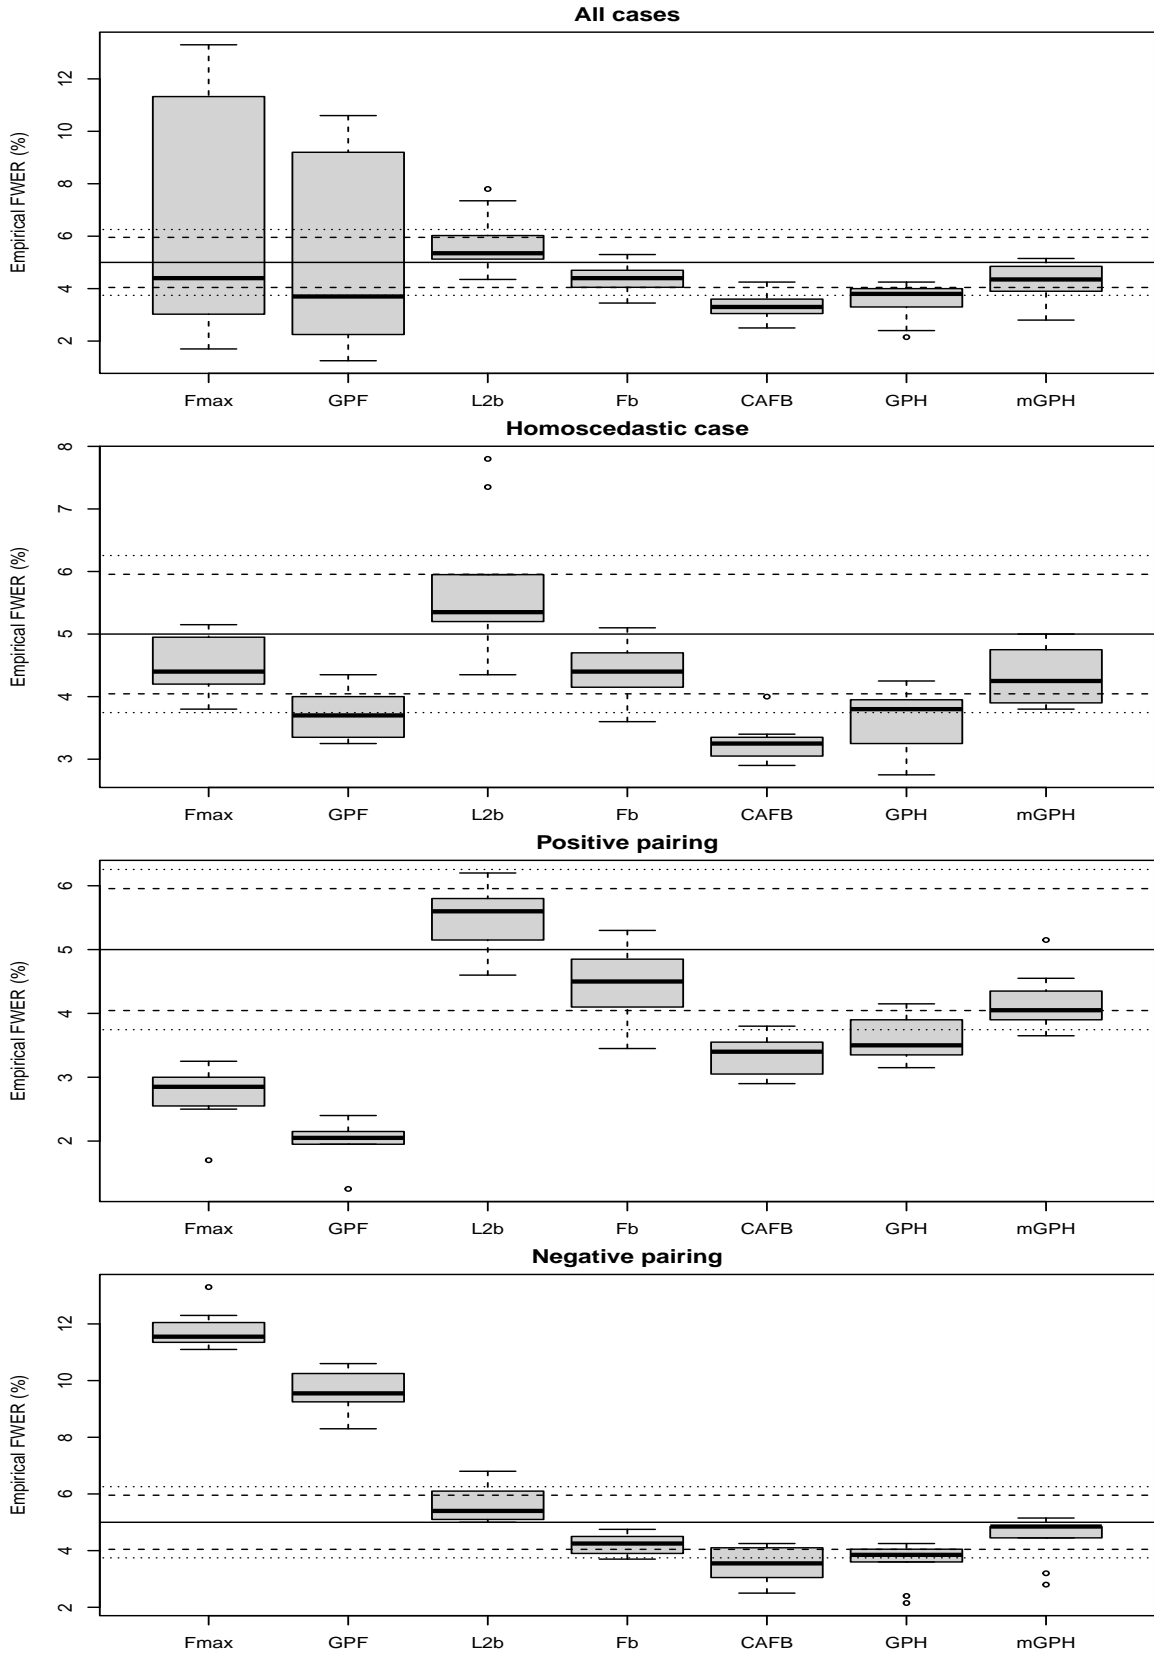 All cases
Empirical FWER (%)
12
10
8
6
4
2
Fmax GPF L2b Fb CAFB GPH mGPH
Homoscedastic case
Empirical FWER (%)
8
7
6
5
4
3
Fmax GPF L2b Fb CAFB GPH mGPH
Positive pairing
Empirical FWER (%)
6
5
4
3
2
Fmax GPF L2b Fb CAFB GPH mGPH
Negative pairing
Empirical FWER (%)
12
10
8
6
4
2
Fmax GPF L2b Fb CAFB GPH mGPH